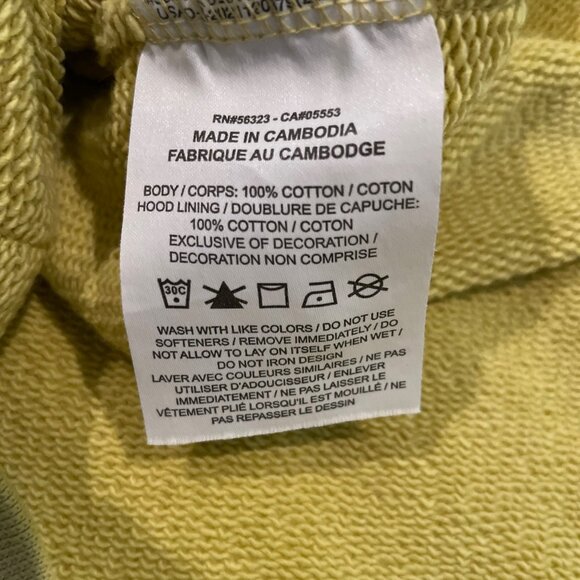 RN#56323 - CA#05553
MADE IN CAMBODIA
FABRIQUE AU CAMBODGE
BODY / CORPS: 100% COTTON / COTON
HOOD LINING / DOUBLURE DE CAPUCHE:
100% COTTON / COTON
EXCLUSIVE OF DECORATION /
DECORATION NON COMPRISE
30C
WASH WITH LIKE COLORS / DO NOT USE
SOFTENERS / REMOVE IMMEDIATELY / DO
NOT ALLOW TO LAY ON ITSELF WHEN WET /
DO NOT IRON DESIGN
LAVER AVEC COULEURS SIMILAIRES / NE PAS
UTILISER D'ADOUCISSEUR / ENLEVER
IMMEDIATEMENT / NE PAS LAISSER LE
VÊTEMENT PLIÉ LORSQU'IL EST MOUILLÉ / NE
PAS REPASSER LE DESSIN